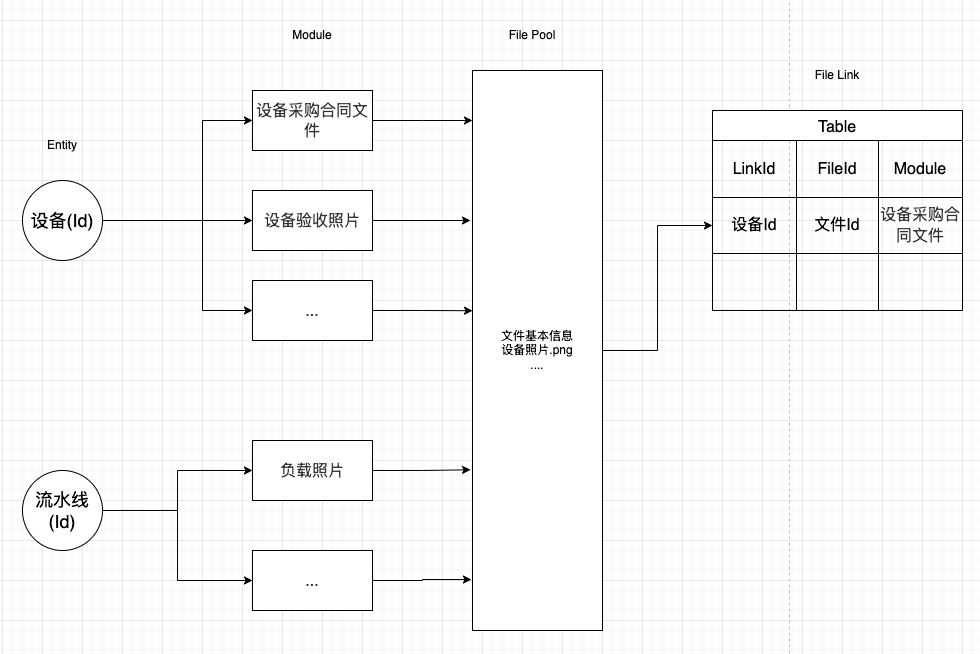 Module
File Pool
File Link
Entity
设备(Id)
设备采购合同文
件
设备验收照片
...
流水线
(Id)
负载照片
...
文件基本信息
设备照片.png
....
Table
LinkId
FileId
Module
设备Id
文件Id
设备采购合
同文件